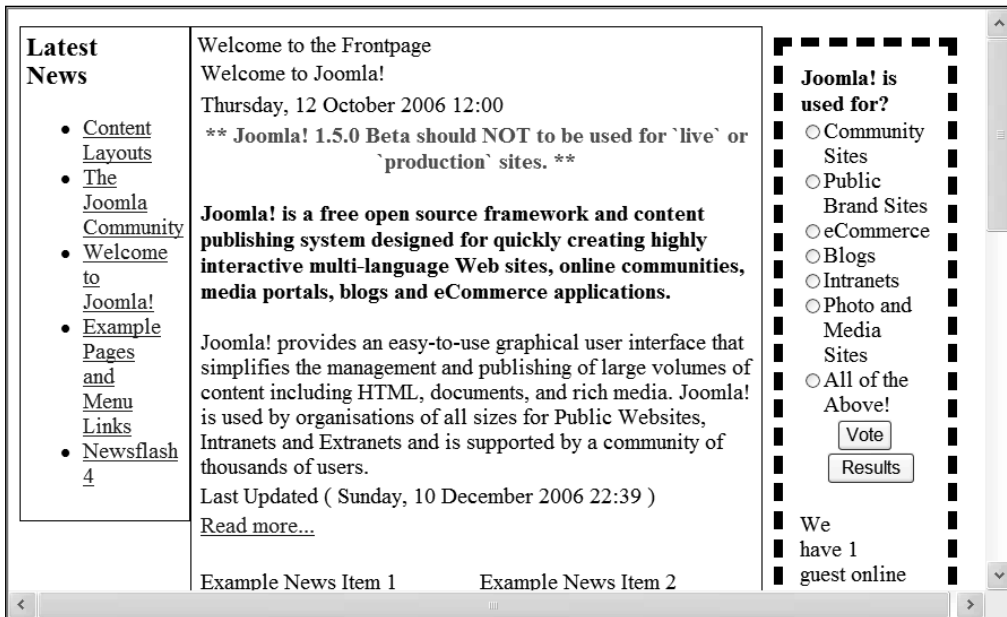 Latest
News
Content
Layouts
The
Joomla
Community
Welcome
to
Joomla!
Example
Pages
and
Menu
Links
Newsflash
4
Welcome to the Frontpage
Welcome to Joomla!
Thursday, 12 October 2006 12:00
** Joomla! 1.5.0 Beta should NOT to be used for `live` or
`production` sites. **
Joomla! is a free open source framework and content
publishing system designed for quickly creating highly
interactive multi-language Web sites, online communities,
media portals, blogs and eCommerce applications.
Joomla! provides an easy-to-use graphical user interface that
simplifies the management and publishing of large volumes of
content including HTML, documents, and rich media. Joomla!
is used by organisations of all sizes for Public Websites,
Intranets and Extranets and is supported by a community of
thousands of users.
Last Updated ( Sunday, 10 December 2006 22:39 )
Read more...
Example News Item 1
Example News Item 2
Joomla! is
used for?
Community
Sites
Public
Brand Sites
eCommerce
Blogs
Intranets
Photo and
Media
Sites
All of the
Above!
Vote
Results
We
have 1
guest online